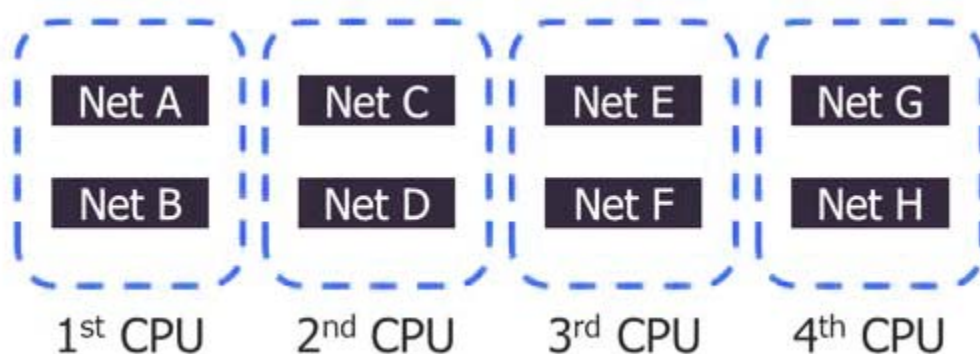 Net A Net C Net E Net G
Net B Net D Net F Net H
1st CPU 2nd CPU 3rd CPU 4th CPU